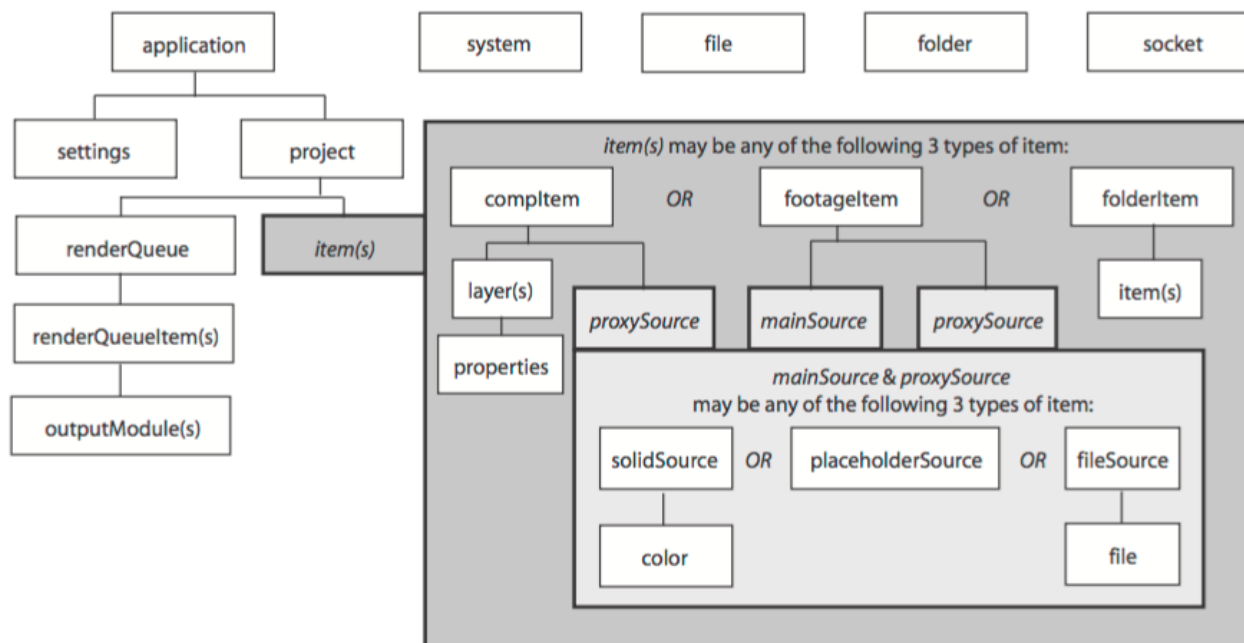 application
system
file
folder
socket
settings
project
item(s) may be any of the following 3 types of item:
compItem
OR
footageItem
OR
folderItem
renderQueue
item(s)
layer(s)
proxySource
mainSource
proxySource
item(s)
renderQueueItem(s)
properties
mainSource & proxySource
may be any of the following 3 types of item:
outputModule(s)
solidSource
OR
placeholderSource
OR
fileSource
color
file